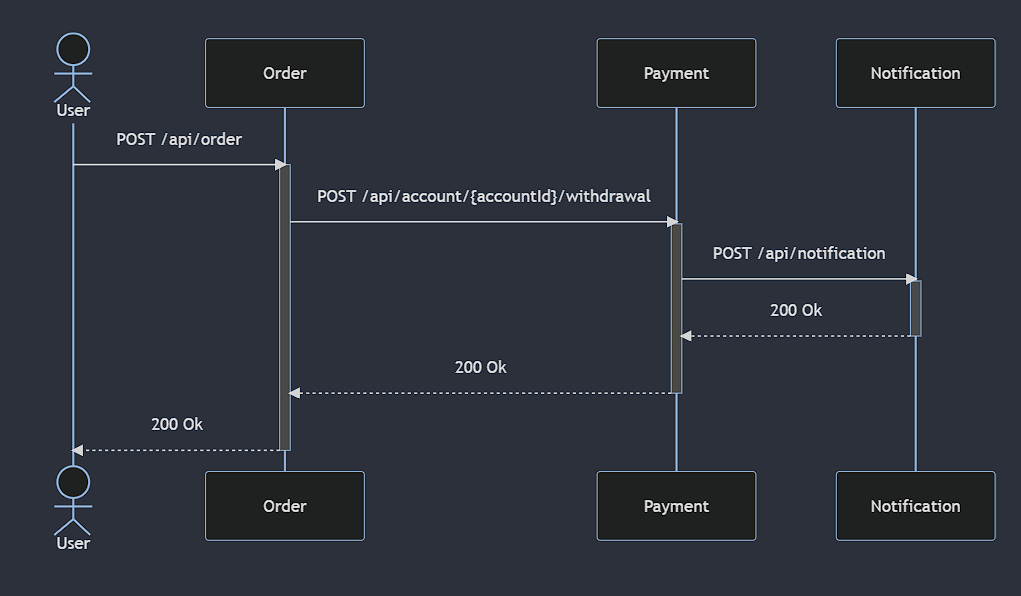 User
Order
Payment
Notification
POST /api/order
POST /api/account/{accountId}/withdrawal
POST /api/notification
200 Ok
200 Ok
200 Ok
User
Order
Payment
Notification